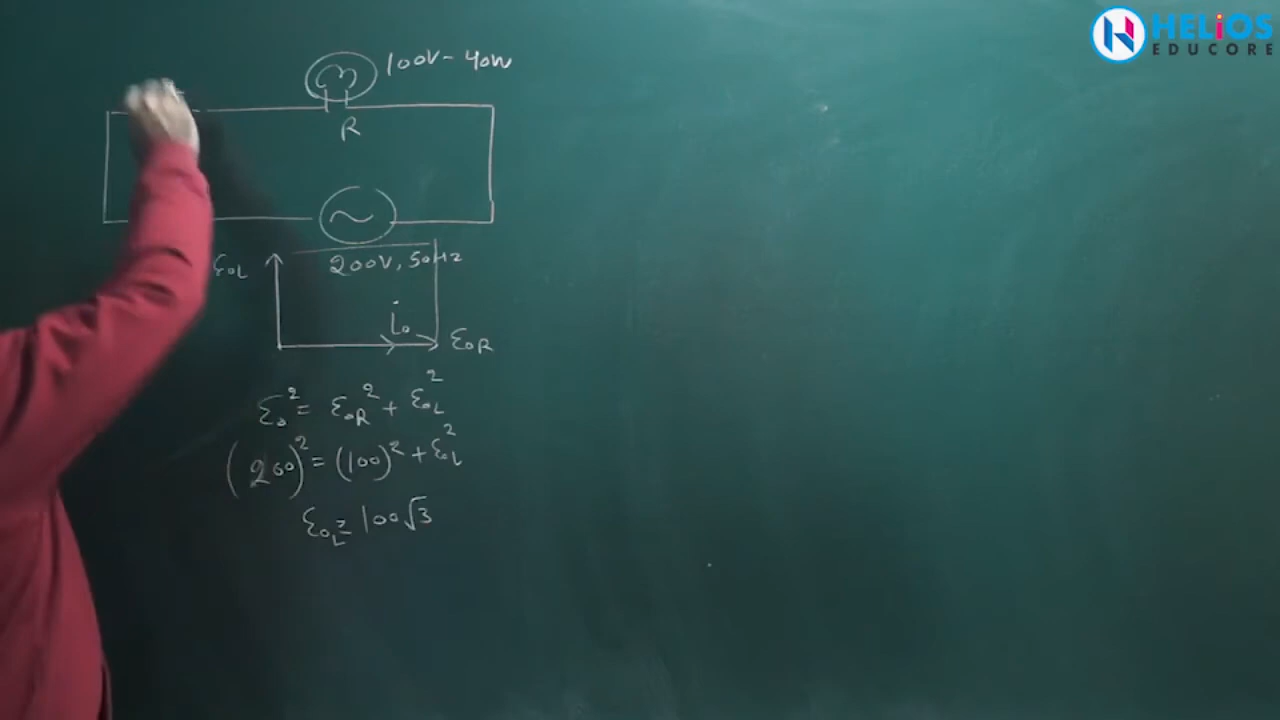 HELiOS
EDUCORE
100V - 40W
R
200V, 50Hz
ε₀L
i₀
ε₀R
ε₀² = ε₀R² + ε₀L²
(200)² = (100)² + ε₀L²
ε₀L = 100√3